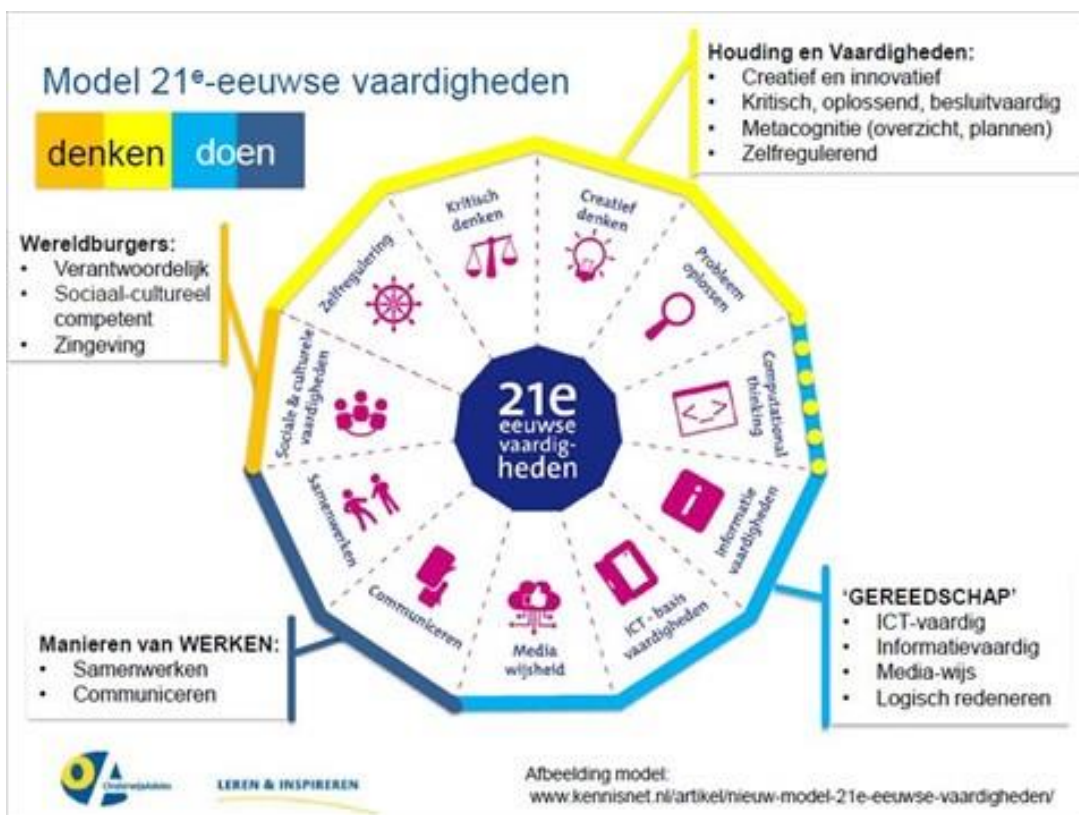 Model 21e-eeuwse vaardigheden
denken doen
Houding en Vaardigheden:
• Creatief en innovatief
• Kritisch, oplossend, besluitvaardig
• Metacognitie (overzicht, plannen)
• Zelfregulerend
Wereldburgers:
• Verantwoordelijk
• Sociaal-cultureel
competent
• Zingeving
Kritisch
denken
Creatief
denken
Probleem
oplossen
Computational
thinking
Informatie
vaardigheden
ICT - basis
vaardigheden
Media
wijsheid
Communiceren
Samenwerken
Sociale & culturele
vaardigheden
Zelfregulering
21e
eeuwse
vaardig-
heden
i
Manieren van WERKEN:
• Samenwerken
• Communiceren
'GEREEDSCHAP'
• ICT-vaardig
• Informatievaardig
• Media-wijs
• Logisch redeneren
OA
OnderwijsAdvies
LEREN & INSPIREREN
Afbeelding model:
www.kennisnet.nl/artikel/nieuw-model-21e-eeuwse-vaardigheden/